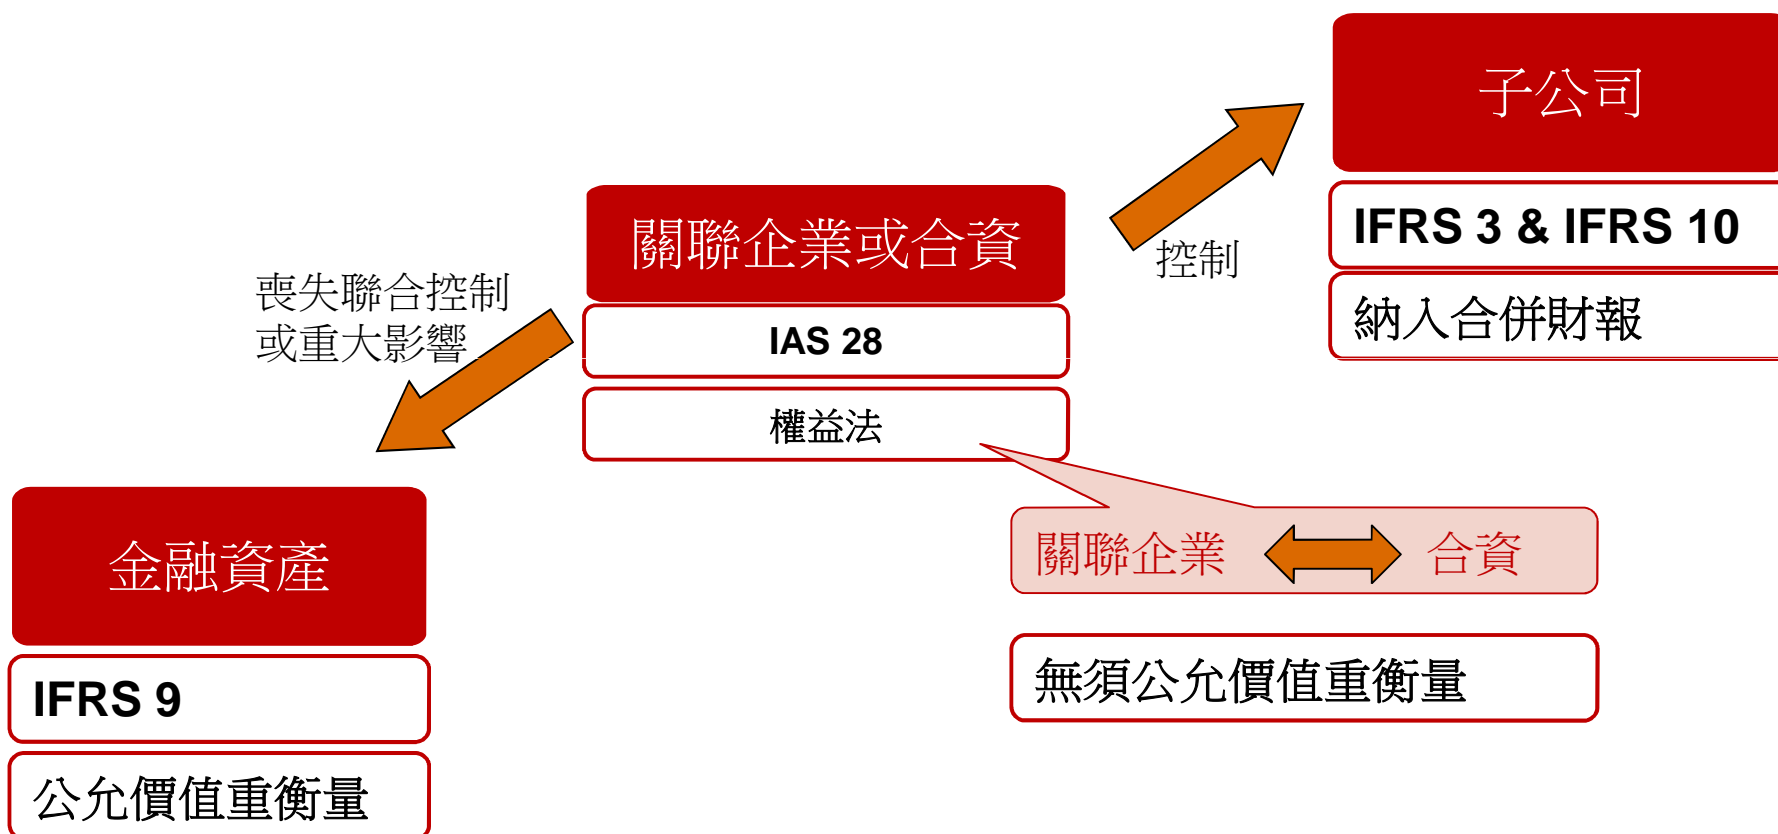 子公司
IFRS 3 & IFRS 10
納入合併財報
控制
關聯企業或合資
IAS 28
權益法
喪失聯合控制
或重大影響
金融資產
IFRS 9
公允價值重衡量
關聯企業 合資
無須公允價值重衡量